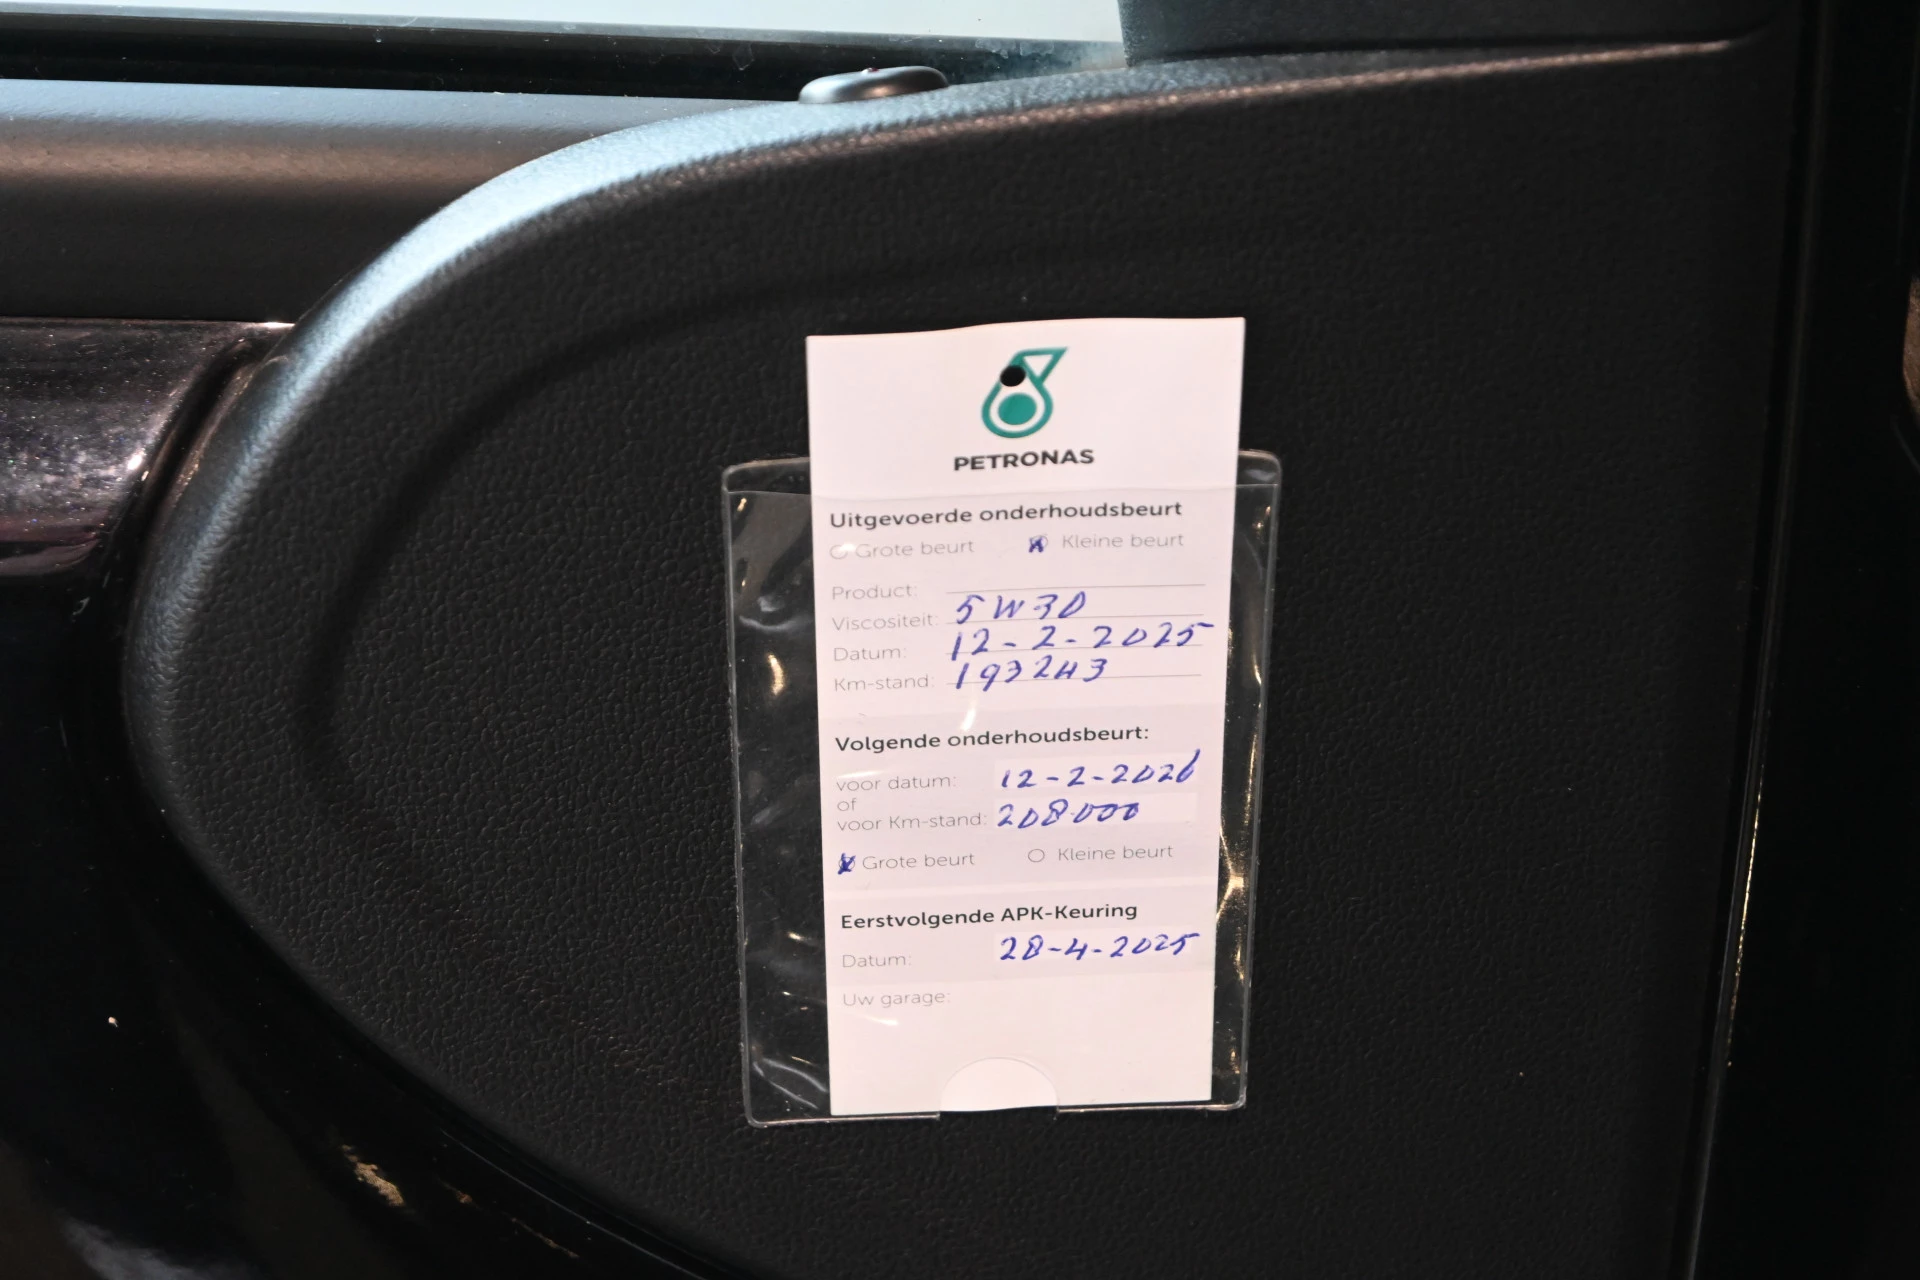 PETRONAS
Uitgevoerde onderhoudsbeurt
Grote beurt Kleine beurt
Product:
Viscositeit: 5W30
Datum: 12-2-2025
Km-stand: 193243
Volgende onderhoudsbeurt:
voor datum: 12-2-2026
of
voor Km-stand: 208000
Grote beurt Kleine beurt
Eerstvolgende APK-Keuring
Datum: 28-4-2025
Uw garage: